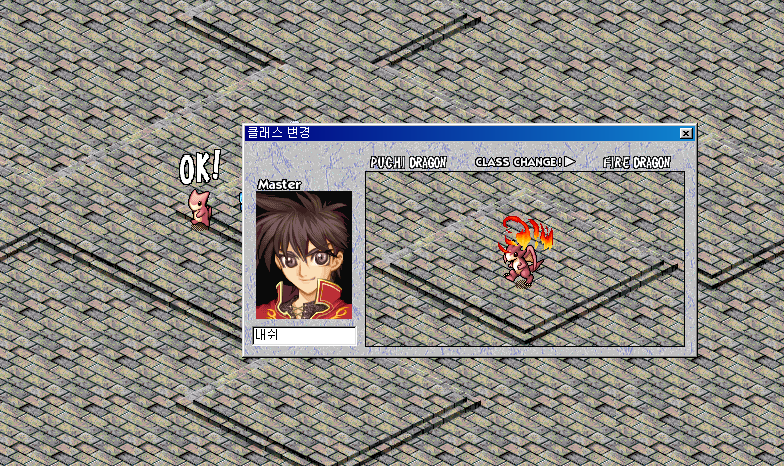 클래스 변경
PUCHI DRAGON CLASS CHANGE! FIRE DRAGON
OK!
Master
내쉬